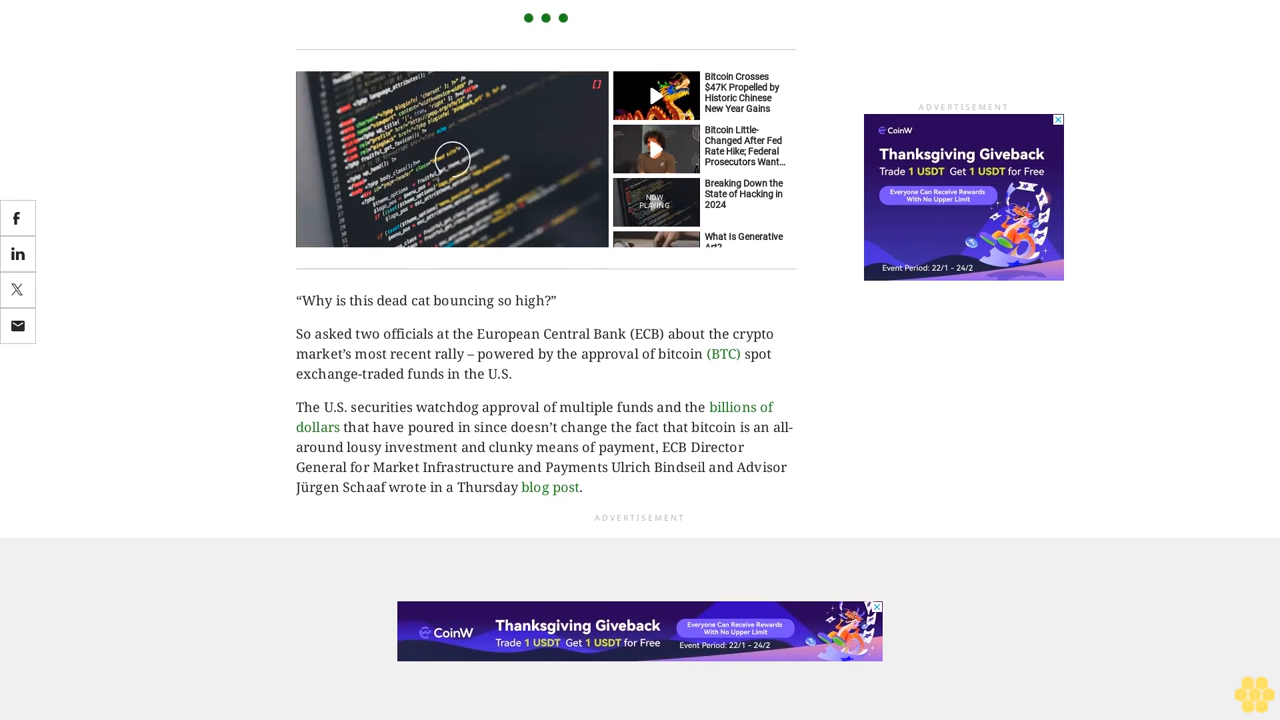 Bitcoin Crosses
$47K Propelled by
Historic Chinese
New Year Gains
Bitcoin Little-
Changed After Fed
Rate Hike; Federal
Prosecutors Want...
NOW
PLAYING
Breaking Down the
State of Hacking in
2024
What Is Generative
Art?
ADVERTISEMENT
CoinW
Thanksgiving Giveback
Trade 1 USDT Get 1 USDT for Free
Everyone Can Receive Rewards
With No Upper Limit
Event Period: 22/1 - 24/2
“Why is this dead cat bouncing so high?”
So asked two officials at the European Central Bank (ECB) about the crypto
market’s most recent rally – powered by the approval of bitcoin (BTC) spot
exchange-traded funds in the U.S.
The U.S. securities watchdog approval of multiple funds and the billions of
dollars that have poured in since doesn’t change the fact that bitcoin is an all-
around lousy investment and clunky means of payment, ECB Director
General for Market Infrastructure and Payments Ulrich Bindseil and Advisor
Jürgen Schaaf wrote in a Thursday blog post.
ADVERTISEMENT
CoinW
Thanksgiving Giveback
Trade 1 USDT Get 1 USDT for Free
Everyone Can Receive Rewards
With No Upper Limit
Event Period: 22/1 - 24/2